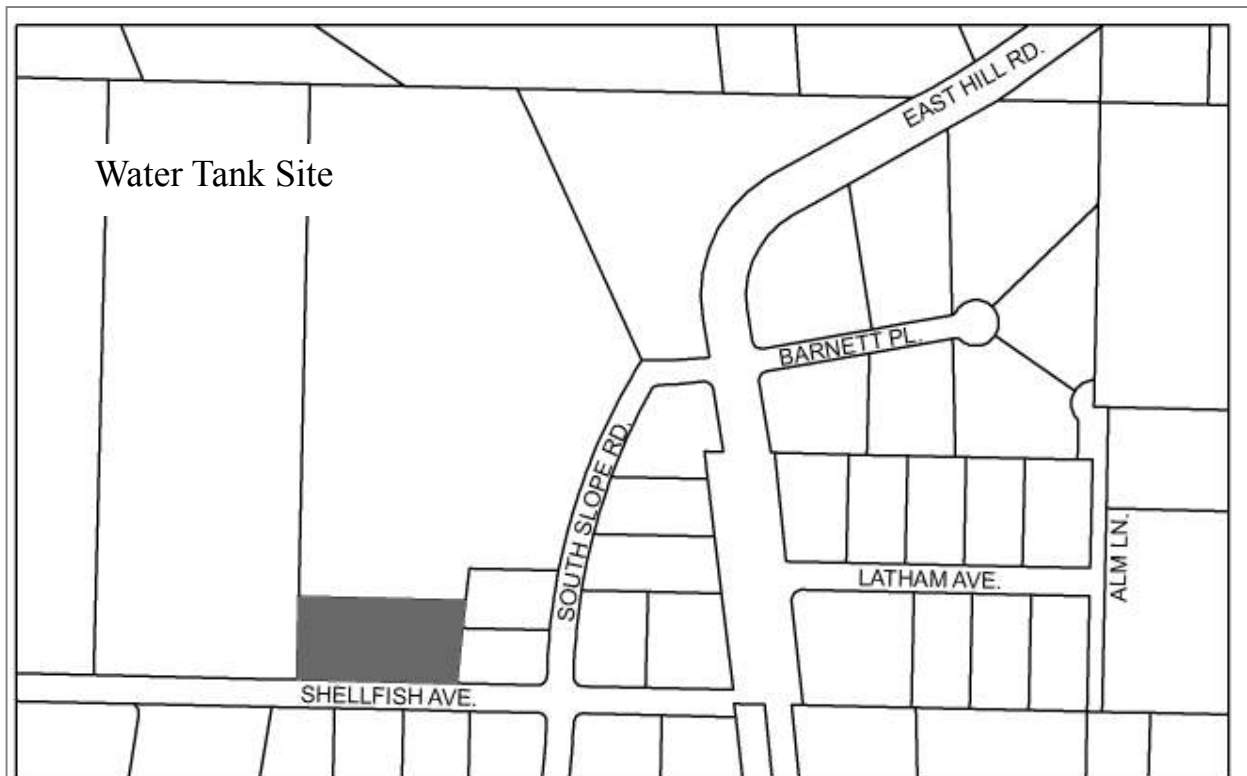 EAST HILL RD.
Water Tank Site
BARNETT PL.
SOUTH SLOPE RD.
LATHAM AVE.
ALM LN.
SHELLFISH AVE.